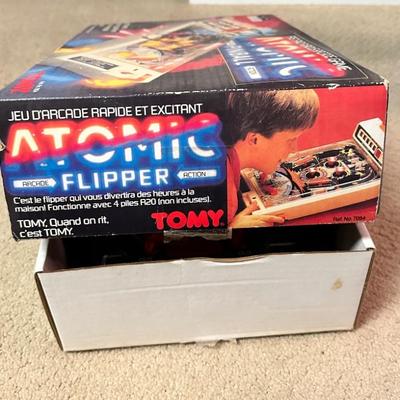 JEU D'ARCADE RAPIDE ET EXCITANT
ATOMIC
ARCADE FLIPPER ACTION
C'est le flipper qui vous divertira des heures à la
maison! Fonctionne avec 4 piles R20 (non incluses).
TOMY, Quand on rit,
c'est TOMY.
TOMY
Ref. No. 7054